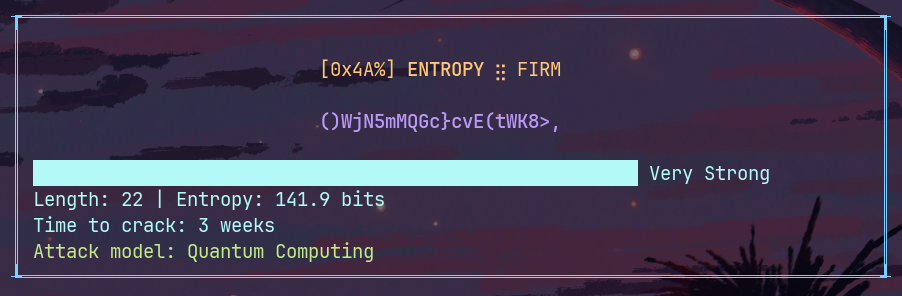 [0x4A%] ENTROPY ⣶ FIRM
()WjN5mMQGc}cvE(tWK8>,
Very Strong
Length: 22 | Entropy: 141.9 bits
Time to crack: 3 weeks
Attack model: Quantum Computing